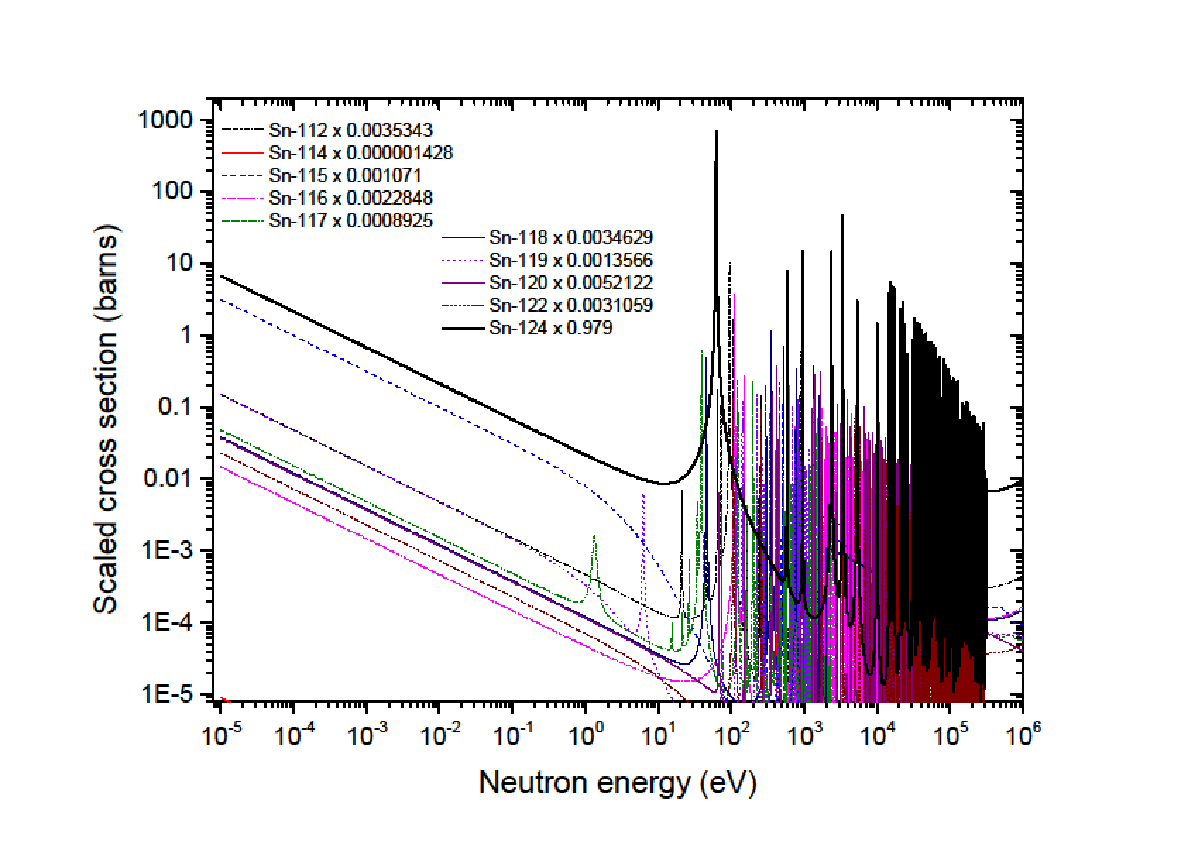 1000
100
10
1
0.1
0.01
1E-3
1E-4
1E-5
Scaled cross section (barns)
Sn-112 x 0.0035343
Sn-114 x 0.000001428
Sn-115 x 0.001071
Sn-116 x 0.0022848
Sn-117 x 0.0008925
Sn-118 x 0.0034629
Sn-119 x 0.0013566
Sn-120 x 0.0052122
Sn-122 x 0.0031059
Sn-124 x 0.979
10⁻⁵ 10⁻⁴ 10⁻³ 10⁻² 10⁻¹ 10⁰ 10¹ 10² 10³ 10⁴ 10⁵ 10⁶
Neutron energy (eV)